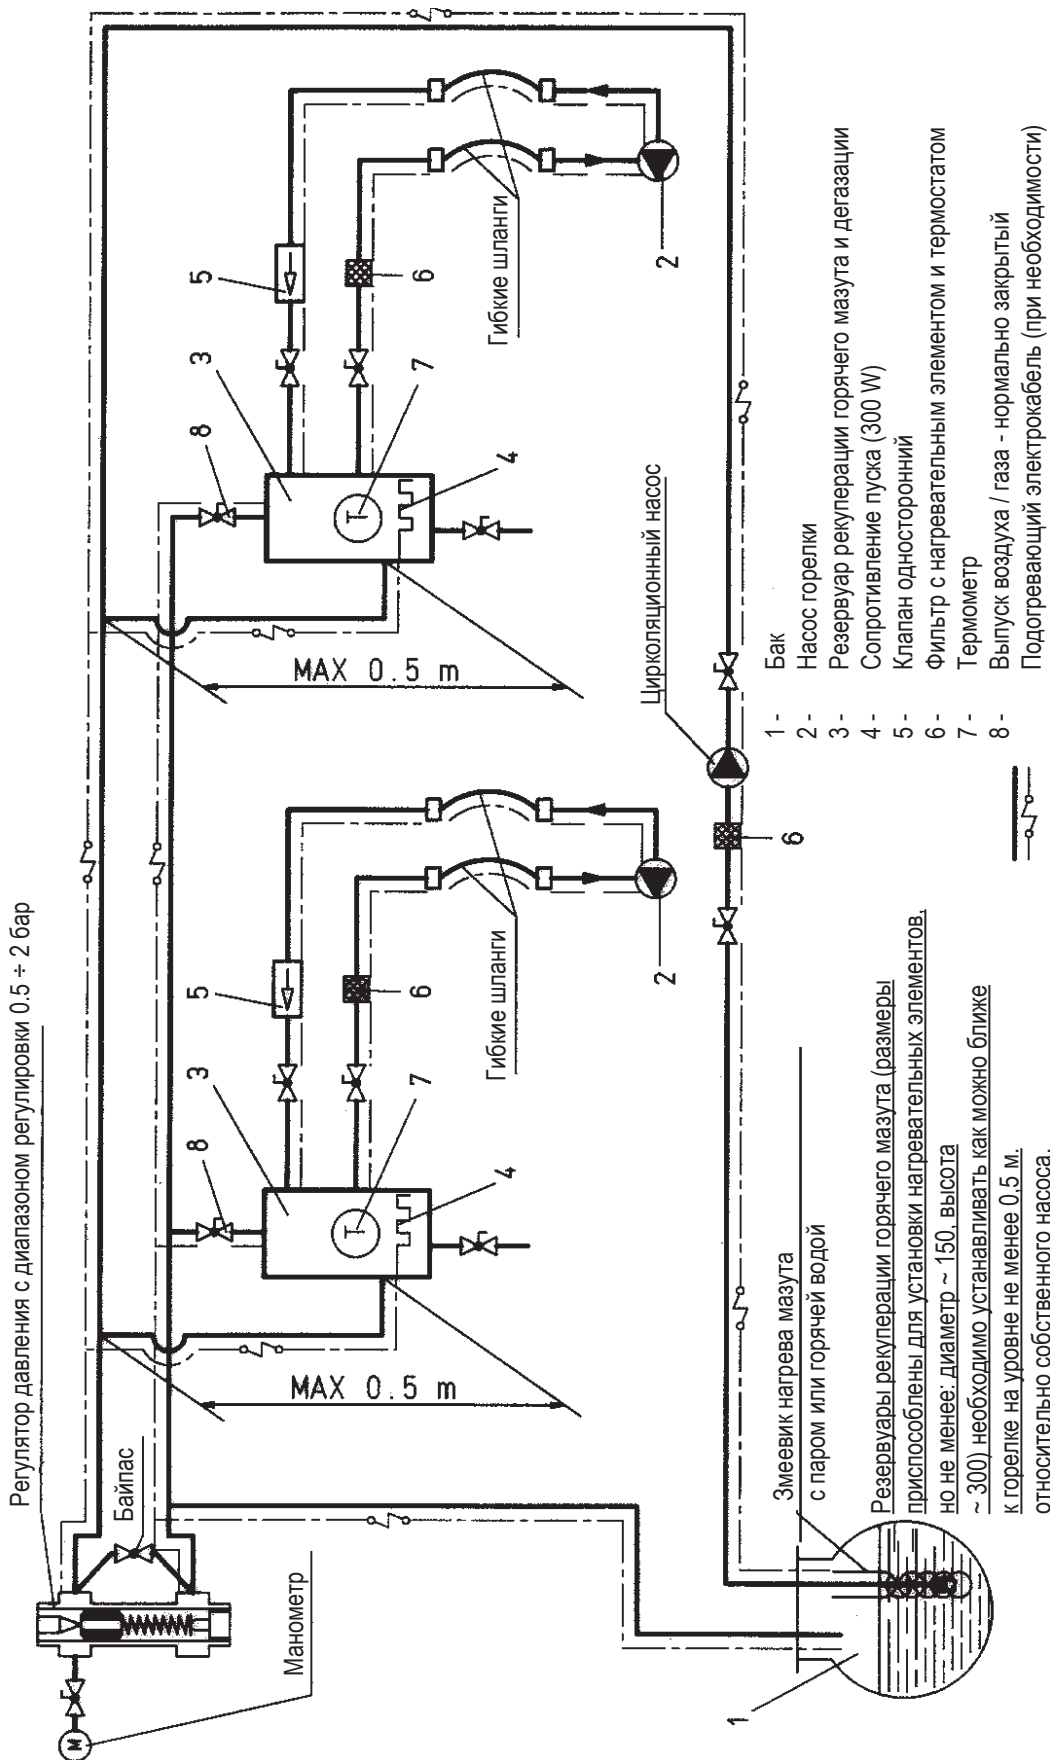 Регулятор давления с диапазоном регулировки 0.5 ÷ 2 бар
Байпас
Манометр
M
MAX 0.5 m
MAX 0.5 m
8
3
5
6
7
4
T
Гибкие шланги
2
8
3
5
6
7
4
T
Гибкие шланги
2
Цирколяционный насос
6
1
Змеевик нагрева мазута
с паром или горячей водой
Резервуары рекуперации горячего мазута (размеры
приспособлены для установки нагревательных элементов,
но не менее: диаметр ~ 150, высота
~ 300) необходимо устанавливать как можно ближе
к горелке на уровне не менее 0,5 м.
относительно собственного насоса.
1 - Бак
2 - Насос горелки
3 - Резервуар рекуперации горячего мазута и дегазации
4 - Сопротивление пуска (300 W)
5 - Клапан односторонний
6 - Фильтр с нагревательным элементом и термостатом
7 - Термометр
8 - Выпуск воздуха / газа - нормально закрытый
Подогревающий электрокабель (при необходимости)